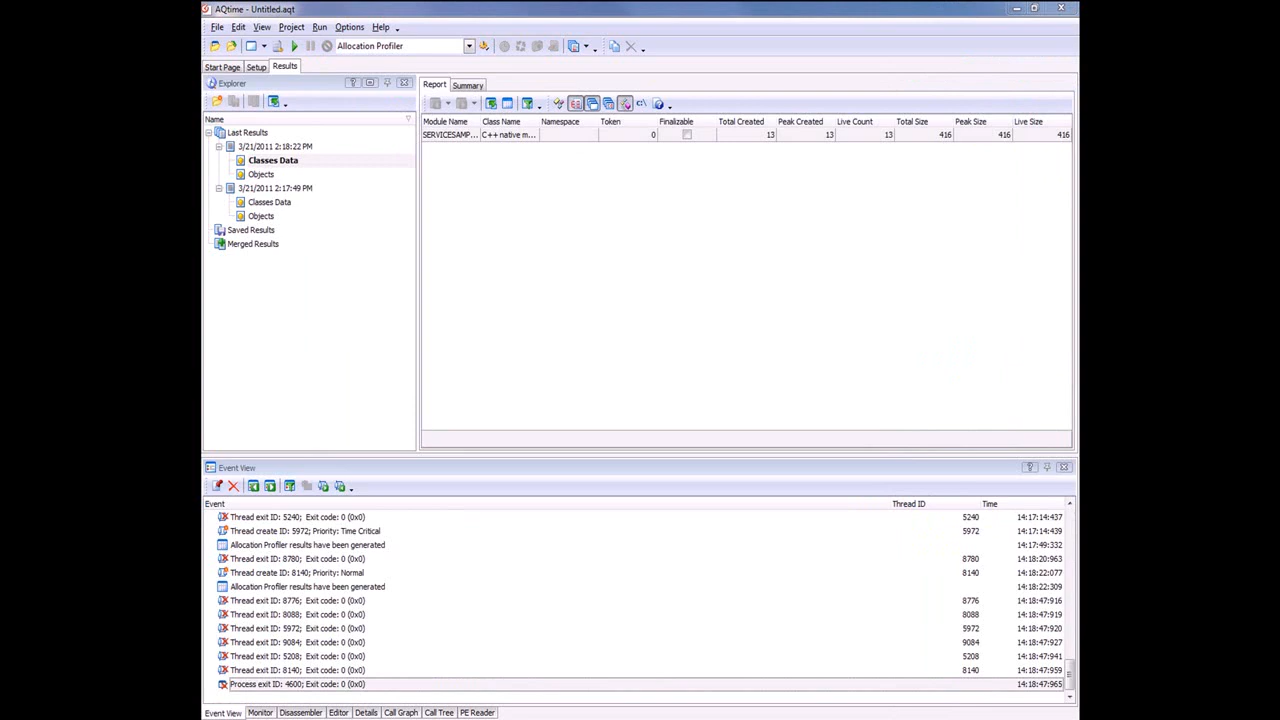 AQtime - Untitled.aqt
File Edit View Project Run Options Help
Allocation Profiler
Start Page Setup Results
Explorer
Name
Last Results
3/21/2011 2:18:22 PM
Classes Data
Objects
3/21/2011 2:17:49 PM
Classes Data
Objects
Saved Results
Merged Results
Report Summary
Module Name Class Name Namespace Token Finalizable Total Created Peak Created Live Count Total Size Peak Size Live Size
SERVICESAMP... C++ native m... 0 13 13 13 416 416 416
Event View
Event Thread ID Time
Thread exit ID: 5240; Exit code: 0 (0x0) 5240 14:17:14:437
Thread create ID: 5972; Priority: Time Critical 5972 14:17:14:439
Allocation Profiler results have been generated 14:17:49:332
Thread exit ID: 8780; Exit code: 0 (0x0) 8780 14:18:20:963
Thread create ID: 8140; Priority: Normal 8140 14:18:22:077
Allocation Profiler results have been generated 14:18:22:309
Thread exit ID: 8776; Exit code: 0 (0x0) 8776 14:18:47:916
Thread exit ID: 8088; Exit code: 0 (0x0) 8088 14:18:47:919
Thread exit ID: 5972; Exit code: 0 (0x0) 5972 14:18:47:920
Thread exit ID: 9084; Exit code: 0 (0x0) 9084 14:18:47:927
Thread exit ID: 5208; Exit code: 0 (0x0) 5208 14:18:47:941
Thread exit ID: 8140; Exit code: 0 (0x0) 8140 14:18:47:959
Process exit ID: 4600; Exit code: 0 (0x0) 14:18:47:965
Event View Monitor Disassembler Editor Details Call Graph Call Tree PE Reader